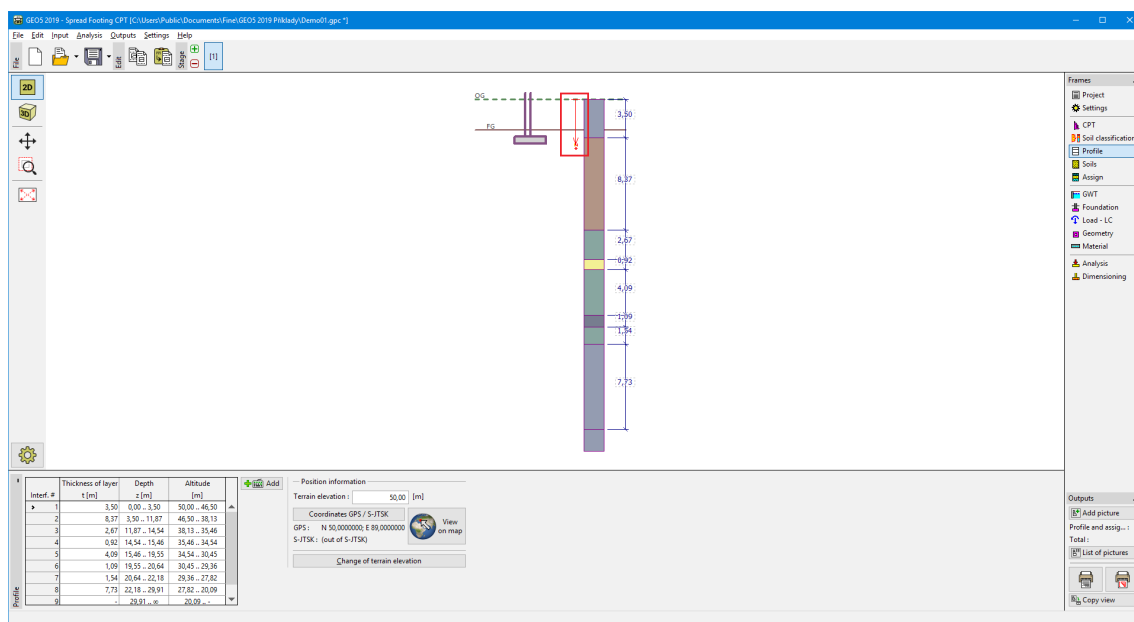 GEO5 2019 - Spread Footing CPT [C:\Users\Public\Documents\Fine\GEO5 2019 Příklady\Demo01.gpc *]
File Edit Input Analysis Outputs Settings Help
File
Edit
Stage
[1]
2D
3D
OG
FG
3,50
8,37
2,67
0,92
4,09
1,09
1,54
7,73
Frames
Project
Settings
CPT
Soil classification
Profile
Soils
Assign
GWT
Foundation
Load - LC
Geometry
Material
Analysis
Dimensioning
Outputs
Add picture
Profile and assig... :
Total :
List of pictures
Copy view
Profile
Interf. # Thickness of layer t [m] Depth z [m] Altitude [m]
1 3,50 0,00 .. 3,50 50,00 .. 46,50
2 8,37 3,50 .. 11,87 46,50 .. 38,13
3 2,67 11,87 .. 14,54 38,13 .. 35,46
4 0,92 14,54 .. 15,46 35,46 .. 34,54
5 4,09 15,46 .. 19,55 34,54 .. 30,45
6 1,09 19,55 .. 20,64 30,45 .. 29,36
7 1,54 20,64 .. 22,18 29,36 .. 27,82
8 7,73 22,18 .. 29,91 27,82 .. 20,09
9 - 29,91 .. ∞ 20,09 .. -
Add
Position information
Terrain elevation : 50,00 [m]
Coordinates GPS / S-JTSK
GPS : N 50,0000000; E 89,0000000
S-JTSK : (out of S-JTSK)
View on map
Change of terrain elevation